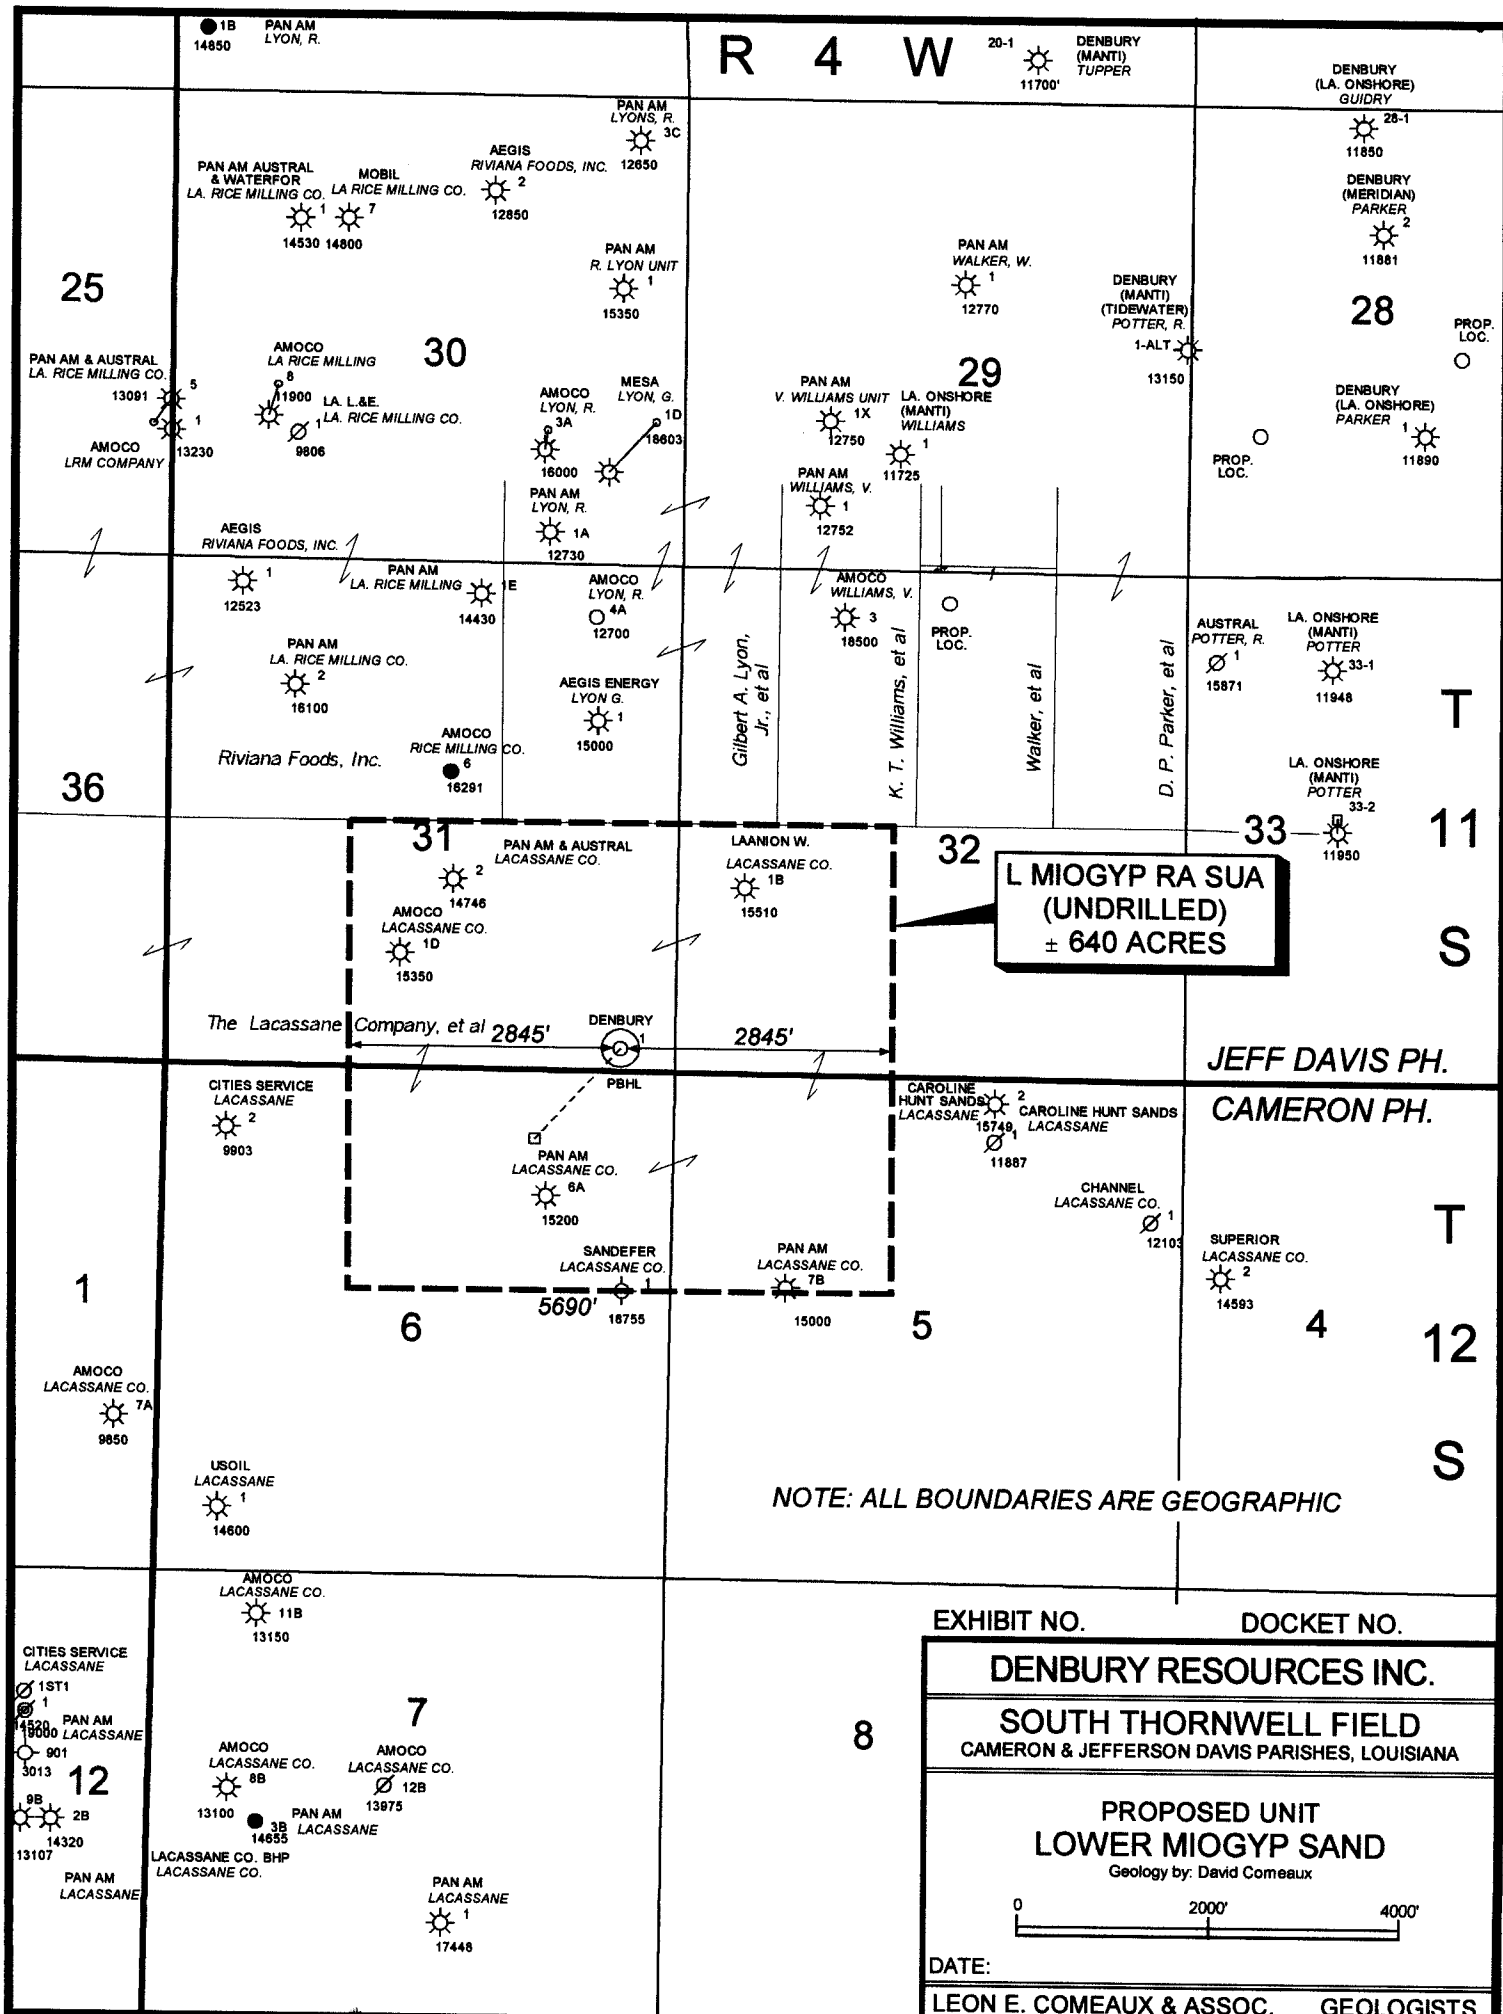 1B
PAN AM
LYON, R.
14850
R 4 W
20-1
DENBURY
(MANTI)
TUPPER
11700'
DENBURY
(LA. ONSHORE)
GUIDRY
28-1
11850
PAN AM
LYONS, R.
3C
12650
AEGIS
RIVIANA FOODS, INC.
2
12850
PAN AM AUSTRAL
& WATERFOR
LA. RICE MILLING CO.
1
14530
MOBIL
LA RICE MILLING CO.
7
14800
DENBURY
(MERIDIAN)
PARKER
2
11881
PAN AM
R. LYON UNIT
1
15350
PAN AM
WALKER, W.
1
12770
DENBURY
(MANTI)
(TIDEWATER)
POTTER, R.
1-ALT
13150
25
28
PROP.
LOC.
30
29
PAN AM & AUSTRAL
LA. RICE MILLING CO.
13091
5
1
13230
AMOCO
LRM COMPANY
AMOCO
LA RICE MILLING
8
11900
LA. L.&E.
LA. RICE MILLING CO.
1
9806
AMOCO
LYON, R.
3A
16000
MESA
LYON, G.
1D
18603
PAN AM
V. WILLIAMS UNIT
1X
12750
LA. ONSHORE
(MANTI)
WILLIAMS
1
11725
DENBURY
(LA. ONSHORE)
PARKER
1
11890
PROP.
LOC.
PAN AM
WILLIAMS, V.
1
12752
PAN AM
LYON, R.
1A
12730
AEGIS
RIVIANA FOODS, INC.
1
12523
PAN AM
LA. RICE MILLING
1E
14430
AMOCO
LYON, R.
4A
12700
AMOCO
WILLIAMS, V.
3
18500
PROP.
LOC.
AUSTRAL
POTTER, R.
1
15871
LA. ONSHORE
(MANTI)
POTTER
33-1
11948
PAN AM
LA. RICE MILLING CO.
2
16100
AEGIS ENERGY
LYON G.
1
15000
Gilbert A. Lyon,
Jr., et al
K. T. Williams, et al
Walker, et al
D. P. Parker, et al
T
11
S
Riviana Foods, Inc.
AMOCO
RICE MILLING CO.
6
16291
36
LA. ONSHORE
(MANTI)
POTTER
33-2
11950
31
32
33
PAN AM & AUSTRAL
LACASSANE CO.
2
14746
LAANION W.
LACASSANE CO.
1B
15510
L MIOGYP RA SUA
(UNDRILLED)
± 640 ACRES
AMOCO
LACASSANE CO.
1D
15350
The Lacassane Company, et al
2845'
DENBURY
1
2845'
PBHL
JEFF DAVIS PH.
CAMERON PH.
CITIES SERVICE
LACASSANE
2
9903
CAROLINE
HUNT SANDS
LACASSANE
2
15749
CAROLINE HUNT SANDS
LACASSANE
1
11887
PAN AM
LACASSANE CO.
6A
15200
CHANNEL
LACASSANE CO.
1
12103
SUPERIOR
LACASSANE CO.
2
14593
T
12
S
SANDEFER
LACASSANE CO.
1
16755
PAN AM
LACASSANE CO.
7B
15000
5690'
1
6
5
4
AMOCO
LACASSANE CO.
7A
9850
USOIL
LACASSANE
1
14600
NOTE: ALL BOUNDARIES ARE GEOGRAPHIC
AMOCO
LACASSANE CO.
11B
13150
CITIES SERVICE
LACASSANE
1ST1
1
14520
19000
PAN AM
LACASSANE
901
3013
12
9B
2B
14320
13107
PAN AM
LACASSANE
7
8
AMOCO
LACASSANE CO.
8B
13100
AMOCO
LACASSANE CO.
12B
13975
3B
14655
PAN AM
LACASSANE
LACASSANE CO. BHP
LACASSANE CO.
PAN AM
LACASSANE
1
17448
EXHIBIT NO. DOCKET NO.
DENBURY RESOURCES INC.
SOUTH THORNWELL FIELD
CAMERON & JEFFERSON DAVIS PARISHES, LOUISIANA
PROPOSED UNIT
LOWER MIOGYP SAND
Geology by: David Comeaux
0 2000' 4000'
DATE:
LEON E. COMEAUX & ASSOC. GEOLOGISTS